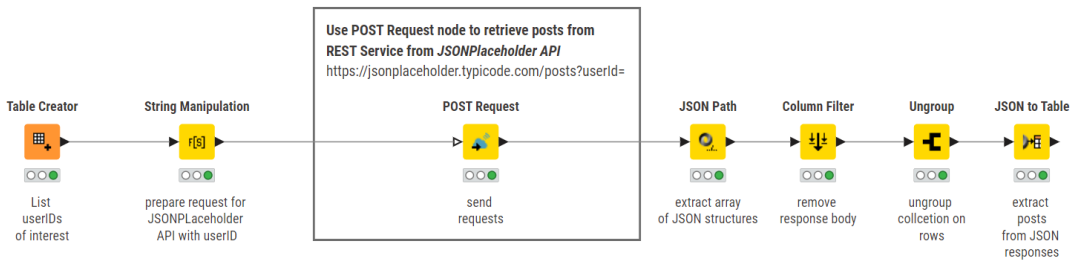 Use POST Request node to retrieve posts from
REST Service from JSONPlaceholder API
https://jsonplaceholder.typicode.com/posts?userId=
Table Creator
String Manipulation
POST Request
JSON Path
Column Filter
Ungroup
JSON to Table
F[S]
List
userIDs
of interest
prepare request for
JSONPLaceholder
API with userID
send
requests
extract array
of JSON structures
remove
response body
ungroup
collcetion on
rows
extract
posts
from JSON
responses